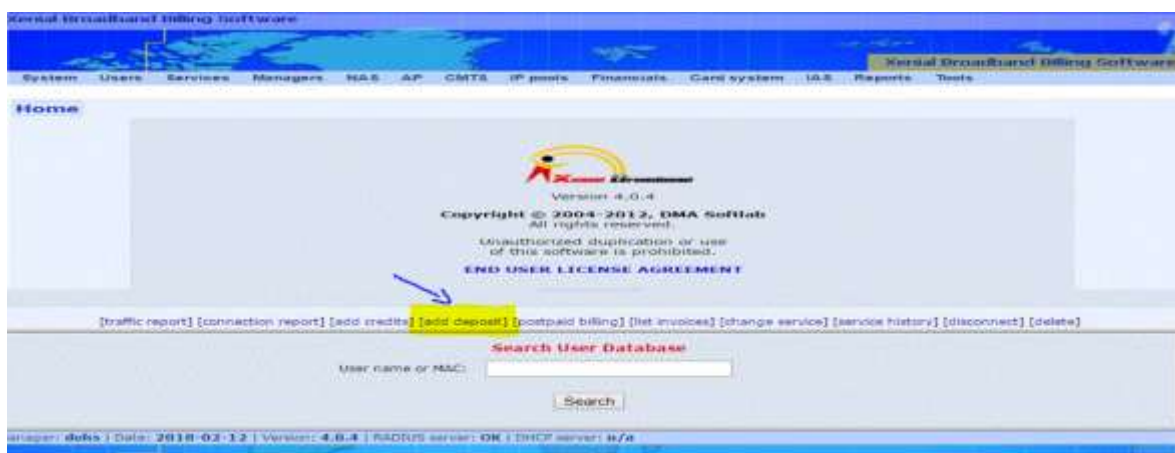 Xenial Broadband Billing Software
Xenial Broadband Billing Software
System Users Services Managers NAS AP CMTS IP pools Financials Card system IAS Reports Tools
Home
Xenial Broadband
Version 4.0.4
Copyright © 2004-2012, DMA Softlab
All rights reserved.
Unauthorized duplication or use
of this software is prohibited.
END USER LICENSE AGREEMENT
[traffic report] [connection report] [add credits] [add deposit] [postpaid billing] [list invoices] [change service] [service history] [disconnect] [delete]
Search User Database
User name or MAC:
Search
manager: dohs | Date: 2018-02-12 | Version: 4.0.4 | RADIUS server: OK | DHCP server: n/a